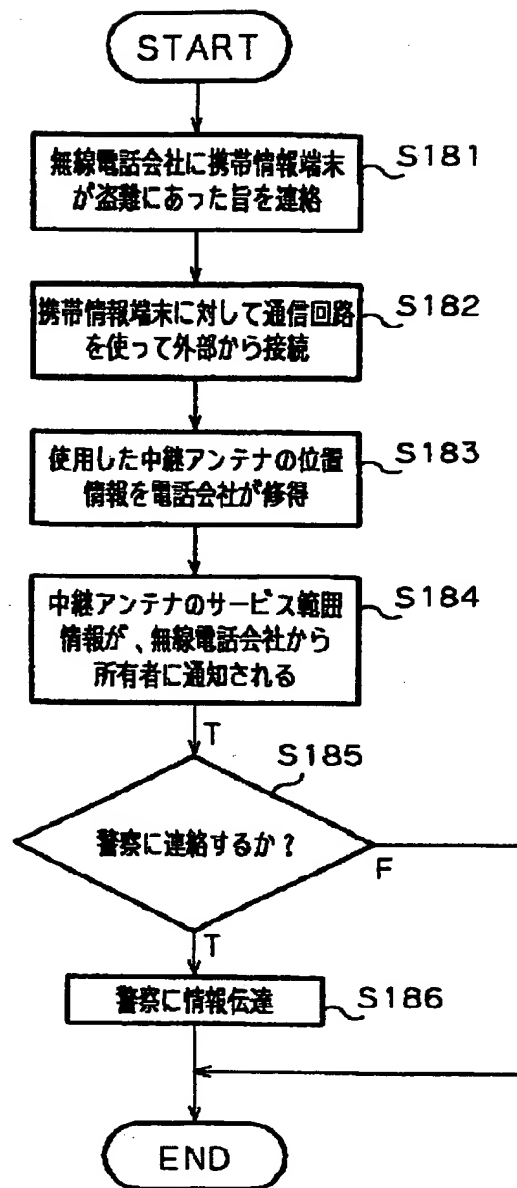 START
無線電話会社に携帯情報端末
が盗難にあった旨を連絡
S181
携帯情報端末に対して通信回路
を使って外部から接続
S182
使用した中継アンテナの位置
情報を電話会社が修得
S183
中継アンテナのサービス範囲
情報が、無線電話会社から
所有者に通知される
S184
T
S185
警察に連絡するか？
F
T
警察に情報伝達
S186
END